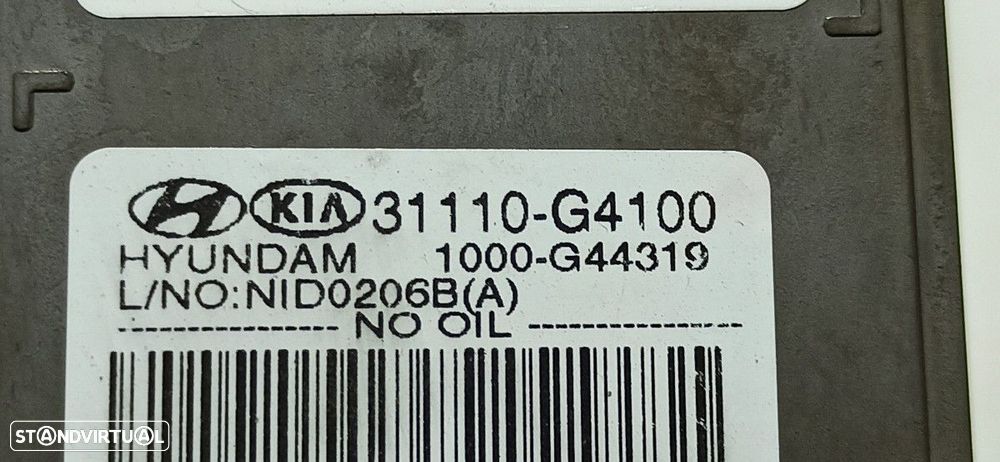 KIA 31110-G4100
HYUNDAM 1000-G44319
L/NO:NID0206B(A)
------------- NO OIL -------------
STANDVIRTUAL